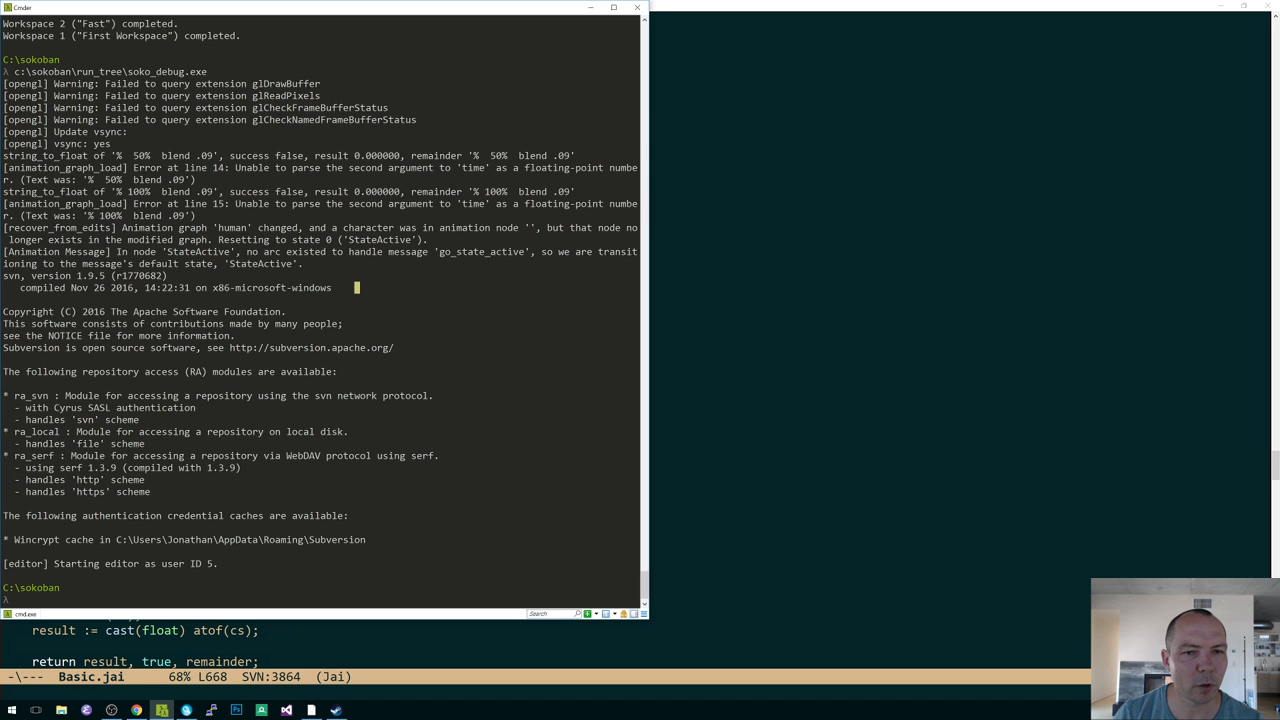 Cmder
Workspace 2 ("Fast") completed.
Workspace 1 ("First Workspace") completed.
C:\sokoban
λ c:\sokoban\run_tree\soko_debug.exe
[opengl] Warning: Failed to query extension glDrawBuffer
[opengl] Warning: Failed to query extension glReadPixels
[opengl] Warning: Failed to query extension glCheckFrameBufferStatus
[opengl] Warning: Failed to query extension glCheckNamedFrameBufferStatus
[opengl] Update vsync:
[opengl] vsync: yes
string_to_float of '%  50%  blend .09', success false, result 0.000000, remainder '%  50%  blend .09'
[animation_graph_load] Error at line 14: Unable to parse the second argument to 'time' as a floating-point numbe
r. (Text was: '%  50%  blend .09')
string_to_float of '% 100%  blend .09', success false, result 0.000000, remainder '% 100%  blend .09'
[animation_graph_load] Error at line 15: Unable to parse the second argument to 'time' as a floating-point numbe
r. (Text was: '% 100%  blend .09')
[recover_from_edits] Animation graph 'human' changed, and a character was in animation node '', but that node no
 longer exists in the modified graph. Resetting to state 0 ('StateActive').
[Animation Message] In node 'StateActive', no arc existed to handle message 'go_state_active', so we are transit
ioning to the message's default state, 'StateActive'.
svn, version 1.9.5 (r1770682)
   compiled Nov 26 2016, 14:22:31 on x86-microsoft-windows
Copyright (C) 2016 The Apache Software Foundation.
This software consists of contributions made by many people;
see the NOTICE file for more information.
Subversion is open source software, see http://subversion.apache.org/
The following repository access (RA) modules are available:
* ra_svn : Module for accessing a repository using the svn network protocol.
  - with Cyrus SASL authentication
  - handles 'svn' scheme
* ra_local : Module for accessing a repository on local disk.
  - handles 'file' scheme
* ra_serf : Module for accessing a repository via WebDAV protocol using serf.
  - using serf 1.3.9 (compiled with 1.3.9)
  - handles 'http' scheme
  - handles 'https' scheme
The following authentication credential caches are available:
* Wincrypt cache in C:\Users\Jonathan\AppData\Roaming\Subversion
[editor] Starting editor as user ID 5.
C:\sokoban
λ
cmd.exe
Search
result := cast(float) atof(cs);
return result, true, remainder;
-\---  Basic.jai      68% L668   SVN:3864  (Jai)